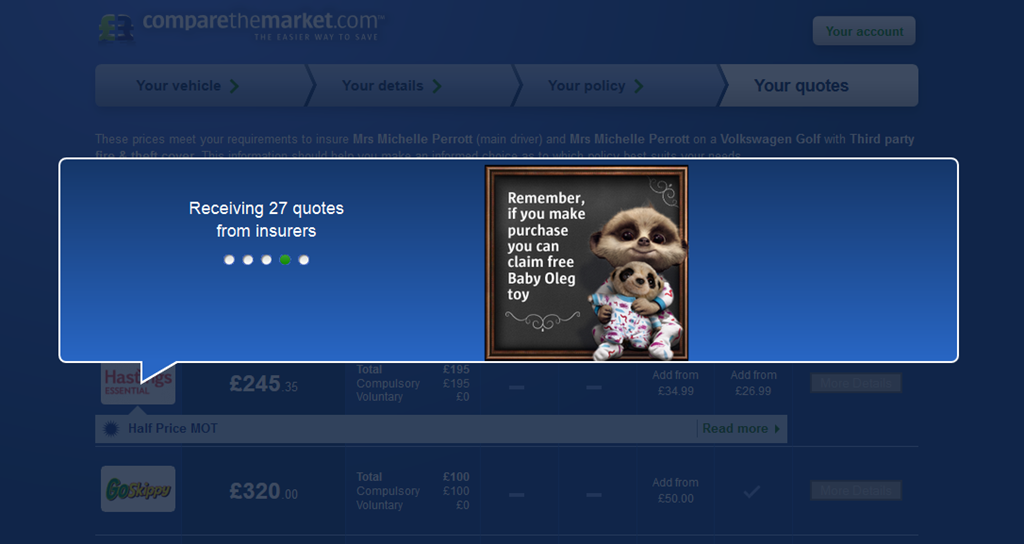 comparethemarket.com™
THE EASIER WAY TO SAVE
Your account
Your vehicle
Your details
Your policy
Your quotes
These prices meet your requirements to insure Mrs Michelle Perrott (main driver) and Mrs Michelle Perrott on a Volkswagen Golf with Third party
fire & theft cover. This information should help you make an informed choice as to which policy best suits your needs.
Receiving 27 quotes
from insurers
Remember,
if you make
purchase
you can
claim free
Baby Oleg
toy
Hastings
ESSENTIAL
£245.35
Total £195
Compulsory £195
Voluntary £0
Add from
£34.99
Add from
£26.99
More Details
Half Price MOT
Read more
GoSkippy
£320.00
Total £100
Compulsory £100
Voluntary £0
Add from
£50.00
More Details